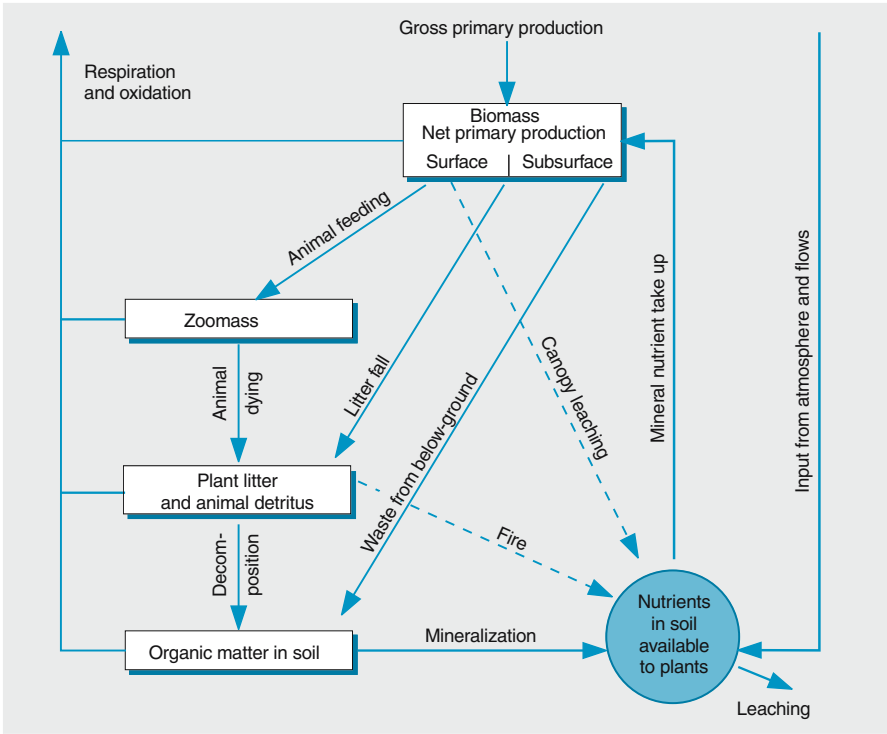 Gross primary production
Respiration
and oxidation
Biomass
Net primary production
Surface | Subsurface
Animal feeding
Zoomass
Animal
dying
Litter fall
Canopy leaching
Waste from below-ground
Mineral nutrient take up
Input from atmosphere and flows
Plant litter
and animal detritus
Fire
Decom-
position
Nutrients
in soil
available
to plants
Organic matter in soil
Mineralization
Leaching